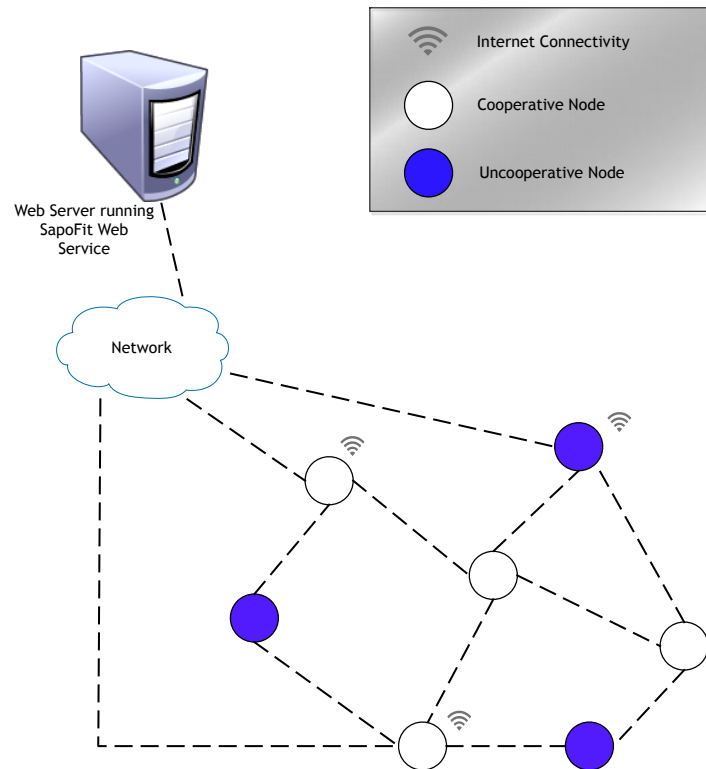 Internet Connectivity
Cooperative Node
Uncooperative Node
Web Server running
SapoFit Web
Service
Network